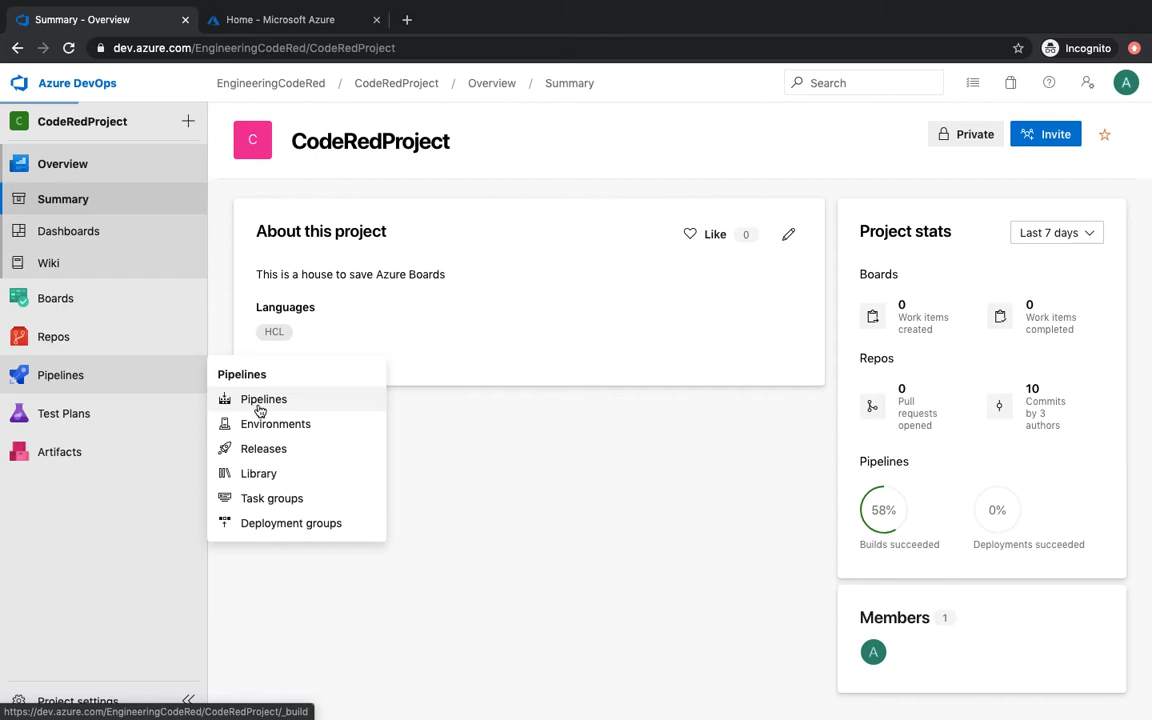 Summary - Overview
Home - Microsoft Azure
dev.azure.com/EngineeringCodeRed/CodeRedProject
Incognito
Azure DevOps
EngineeringCodeRed / CodeRedProject / Overview / Summary
Search
A
C
CodeRedProject
Overview
Summary
Dashboards
Wiki
Boards
Repos
Pipelines
Test Plans
Artifacts
Project settings
https://dev.azure.com/EngineeringCodeRed/CodeRedProject/_build
C
CodeRedProject
Private
Invite
About this project
Like 0
This is a house to save Azure Boards
Languages
HCL
Pipelines
Pipelines
Environments
Releases
Library
Task groups
Deployment groups
Project stats
Last 7 days
Boards
0
Work items
created
0
Work items
completed
Repos
0
Pull
requests
opened
10
Commits
by 3
authors
Pipelines
58%
Builds succeeded
0%
Deployments succeeded
Members 1
A